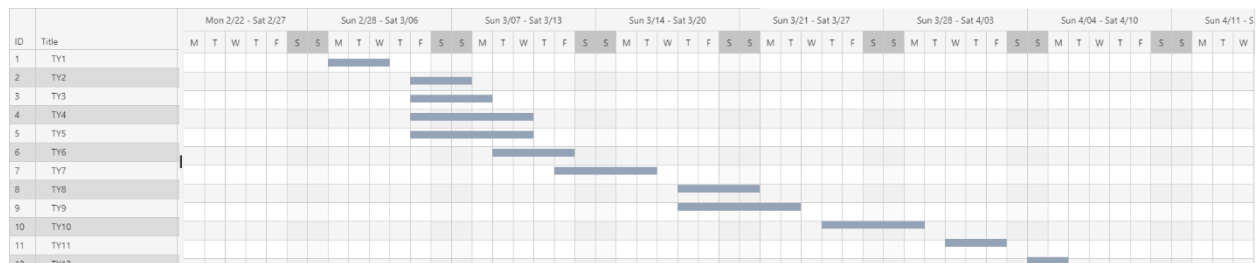 Mon 2/22 - Sat 2/27 Sun 2/28 - Sat 3/06 Sun 3/07 - Sat 3/13 Sun 3/14 - Sat 3/20 Sun 3/21 - Sat 3/27 Sun 3/28 - Sat 4/03 Sun 4/04 - Sat 4/10 Sun 4/11 - S
ID Title M T W T F S S M T W T F S S M T W T F S S M T W T F S S M T W T F S S M T W T F S S M T W T F S S M T W
1 TY1
2 TY2
3 TY3
4 TY4
5 TY5
6 TY6
7 TY7
8 TY8
9 TY9
10 TY10
11 TY11